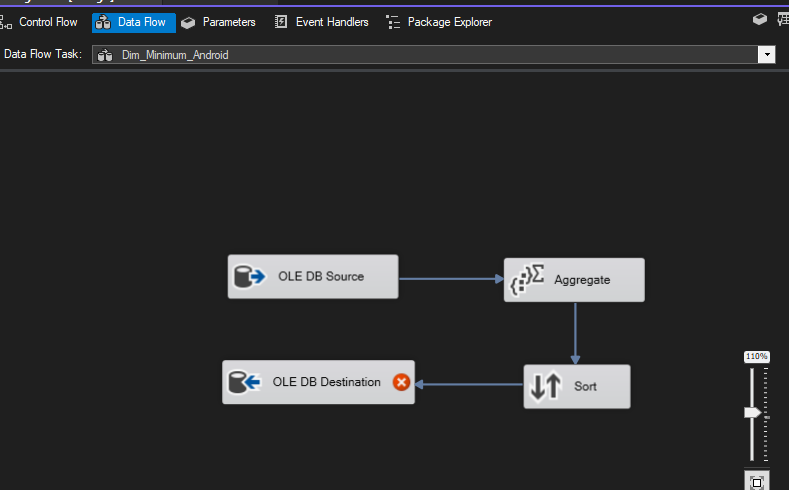 Control Flow Data Flow Parameters Event Handlers Package Explorer
Data Flow Task: Dim_Minimum_Android
OLE DB Source
Aggregate
OLE DB Destination
Sort
110%